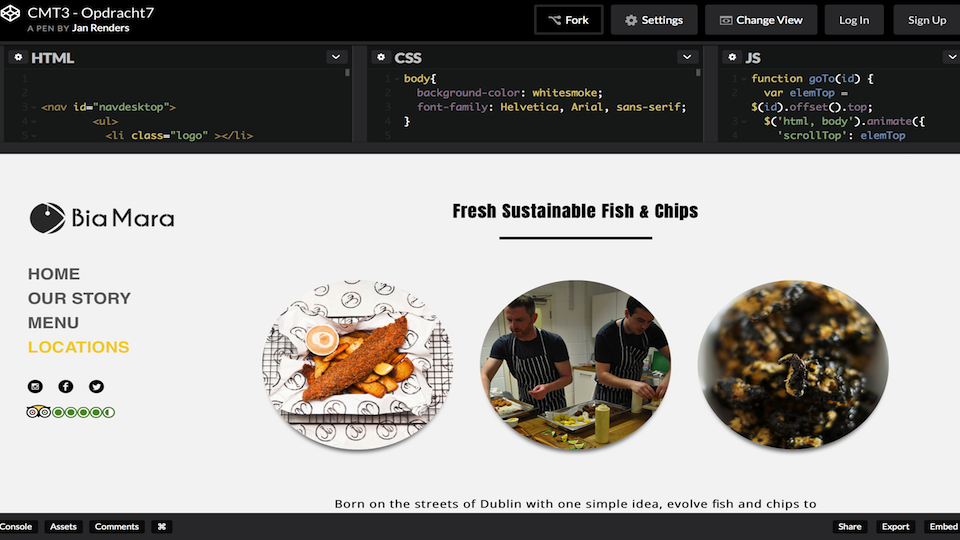 CMT3 - Opdracht7
A PEN BY Jan Renders
Fork
Settings
Change View
Log In
Sign Up
HTML
1
2
3 <nav id="navdesktop">
4 <ul>
5 <li class="logo" ></li>
CSS
1 body{
2 background-color: whitesmoke;
3 font-family: Helvetica, Arial, sans-serif;
4 }
5
JS
1 function goTo(id) {
2 var elemTop =
$(id).offset().top;
3 $('html, body').animate({
4 'scrollTop': elemTop
Bia Mara
HOME
OUR STORY
MENU
LOCATIONS
Fresh Sustainable Fish & Chips
Born on the streets of Dublin with one simple idea, evolve fish and chips to
Console
Assets
Comments
⌘
Share
Export
Embed